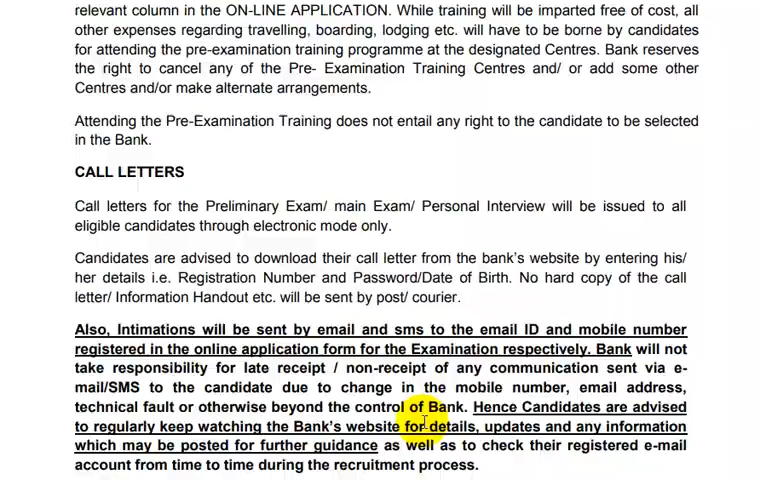 relevant column in the ON-LINE APPLICATION. While training will be imparted free of cost, all
other expenses regarding travelling, boarding, lodging etc. will have to be borne by candidates
for attending the pre-examination training programme at the designated Centres. Bank reserves
the right to cancel any of the Pre- Examination Training Centres and/ or add some other
Centres and/or make alternate arrangements.
Attending the Pre-Examination Training does not entail any right to the candidate to be selected
in the Bank.
CALL LETTERS
Call letters for the Preliminary Exam/ main Exam/ Personal Interview will be issued to all
eligible candidates through electronic mode only.
Candidates are advised to download their call letter from the bank's website by entering his/
her details i.e. Registration Number and Password/Date of Birth. No hard copy of the call
letter/ Information Handout etc. will be sent by post/ courier.
Also, Intimations will be sent by email and sms to the email ID and mobile number
registered in the online application form for the Examination respectively. Bank will not
take responsibility for late receipt / non-receipt of any communication sent via e-
mail/SMS to the candidate due to change in the mobile number, email address,
technical fault or otherwise beyond the control of Bank. Hence Candidates are advised
to regularly keep watching the Bank's website for details, updates and any information
which may be posted for further guidance as well as to check their registered e-mail
account from time to time during the recruitment process.